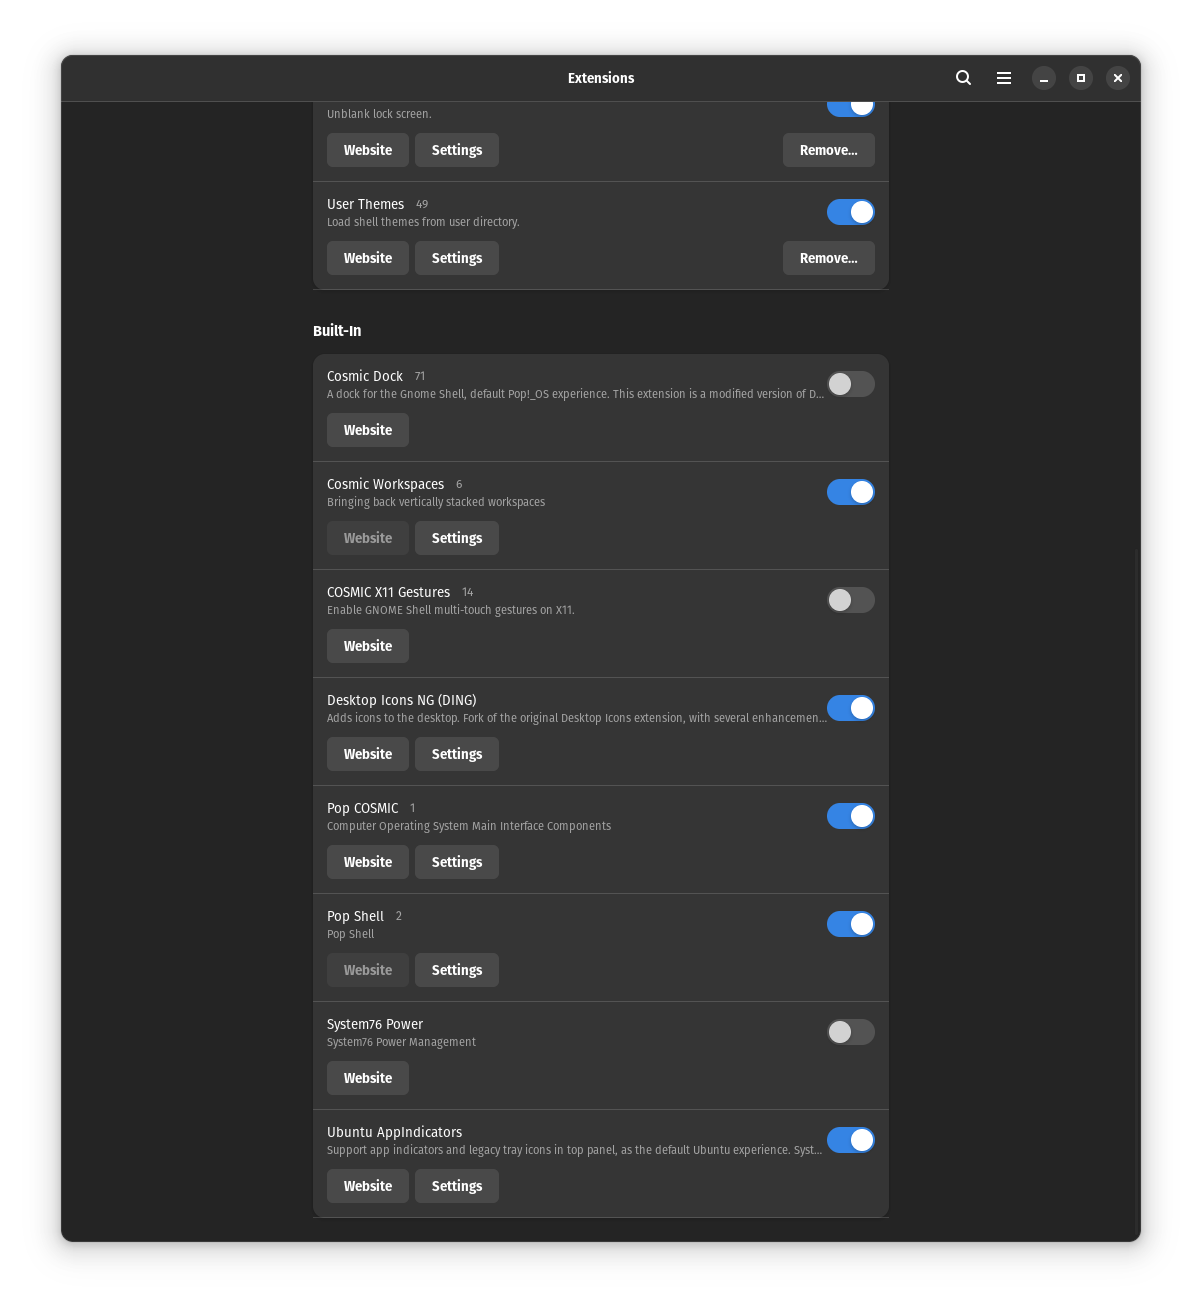 Extensions
Unblank lock screen.
Website Settings Remove…
User Themes 49
Load shell themes from user directory.
Website Settings Remove…
Built-In
Cosmic Dock 71
A dock for the Gnome Shell, default Pop!_OS experience. This extension is a modified version of D…
Website
Cosmic Workspaces 6
Bringing back vertically stacked workspaces
Website Settings
COSMIC X11 Gestures 14
Enable GNOME Shell multi-touch gestures on X11.
Website
Desktop Icons NG (DING)
Adds icons to the desktop. Fork of the original Desktop Icons extension, with several enhancemen…
Website Settings
Pop COSMIC 1
Computer Operating System Main Interface Components
Website Settings
Pop Shell 2
Pop Shell
Website Settings
System76 Power
System76 Power Management
Website
Ubuntu AppIndicators
Support app indicators and legacy tray icons in top panel, as the default Ubuntu experience. Syst…
Website Settings